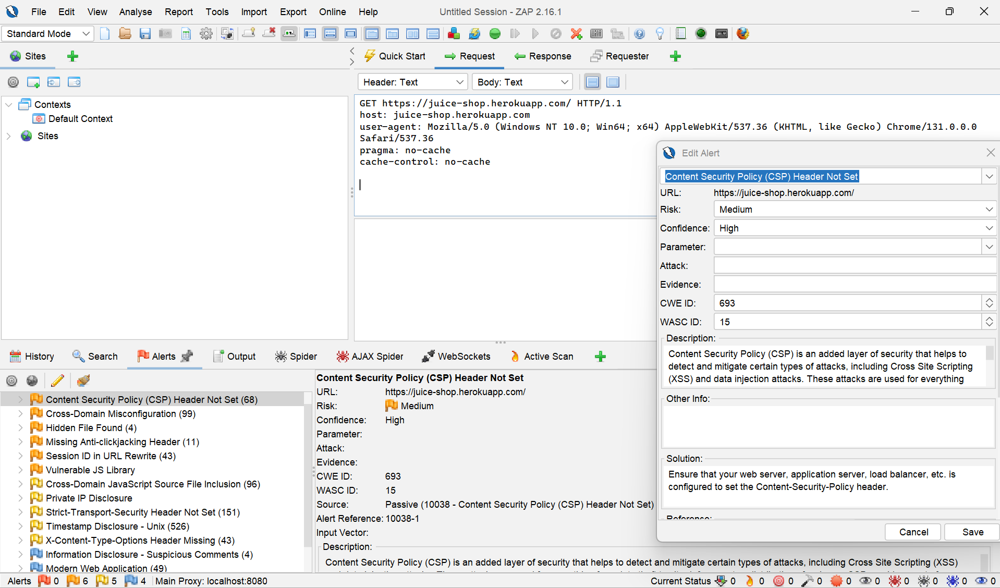 File Edit View Analyse Report Tools Import Export Online Help Untitled Session - ZAP 2.16.1
Standard Mode
Sites
Quick Start Request Response Requester
Header: Text Body: Text
Contexts
Default Context
Sites
GET https://juice-shop.herokuapp.com/ HTTP/1.1
host: juice-shop.herokuapp.com
user-agent: Mozilla/5.0 (Windows NT 10.0; Win64; x64) AppleWebKit/537.36 (KHTML, like Gecko) Chrome/131.0.0.0
Safari/537.36
pragma: no-cache
cache-control: no-cache
Edit Alert
Content Security Policy (CSP) Header Not Set
URL: https://juice-shop.herokuapp.com/
Risk: Medium
Confidence: High
Parameter:
Attack:
Evidence:
CWE ID: 693
WASC ID: 15
Description:
Content Security Policy (CSP) is an added layer of security that helps to
detect and mitigate certain types of attacks, including Cross Site Scripting
(XSS) and data injection attacks. These attacks are used for everything
Other Info:
Solution:
Ensure that your web server, application server, load balancer, etc. is
configured to set the Content-Security-Policy header.
Reference:
Cancel Save
History Search Alerts Output Spider AJAX Spider WebSockets Active Scan
Content Security Policy (CSP) Header Not Set (68)
Cross-Domain Misconfiguration (99)
Hidden File Found (4)
Missing Anti-clickjacking Header (11)
Session ID in URL Rewrite (43)
Vulnerable JS Library
Cross-Domain JavaScript Source File Inclusion (96)
Private IP Disclosure
Strict-Transport-Security Header Not Set (151)
Timestamp Disclosure - Unix (526)
X-Content-Type-Options Header Missing (43)
Information Disclosure - Suspicious Comments (4)
Modern Web Application (49)
Content Security Policy (CSP) Header Not Set
URL: https://juice-shop.herokuapp.com/
Risk: Medium
Confidence: High
Parameter:
Attack:
Evidence:
CWE ID: 693
WASC ID: 15
Source: Passive (10038 - Content Security Policy (CSP) Header Not Set)
Alert Reference: 10038-1
Input Vector:
Description:
Content Security Policy (CSP) is an added layer of security that helps to detect and mitigate certain types of attacks, including Cross Site Scripting (XSS)
Alerts 0 6 5 4 Main Proxy: localhost:8080 Current Status 0 0 0 0 0 0 0 0 0 0